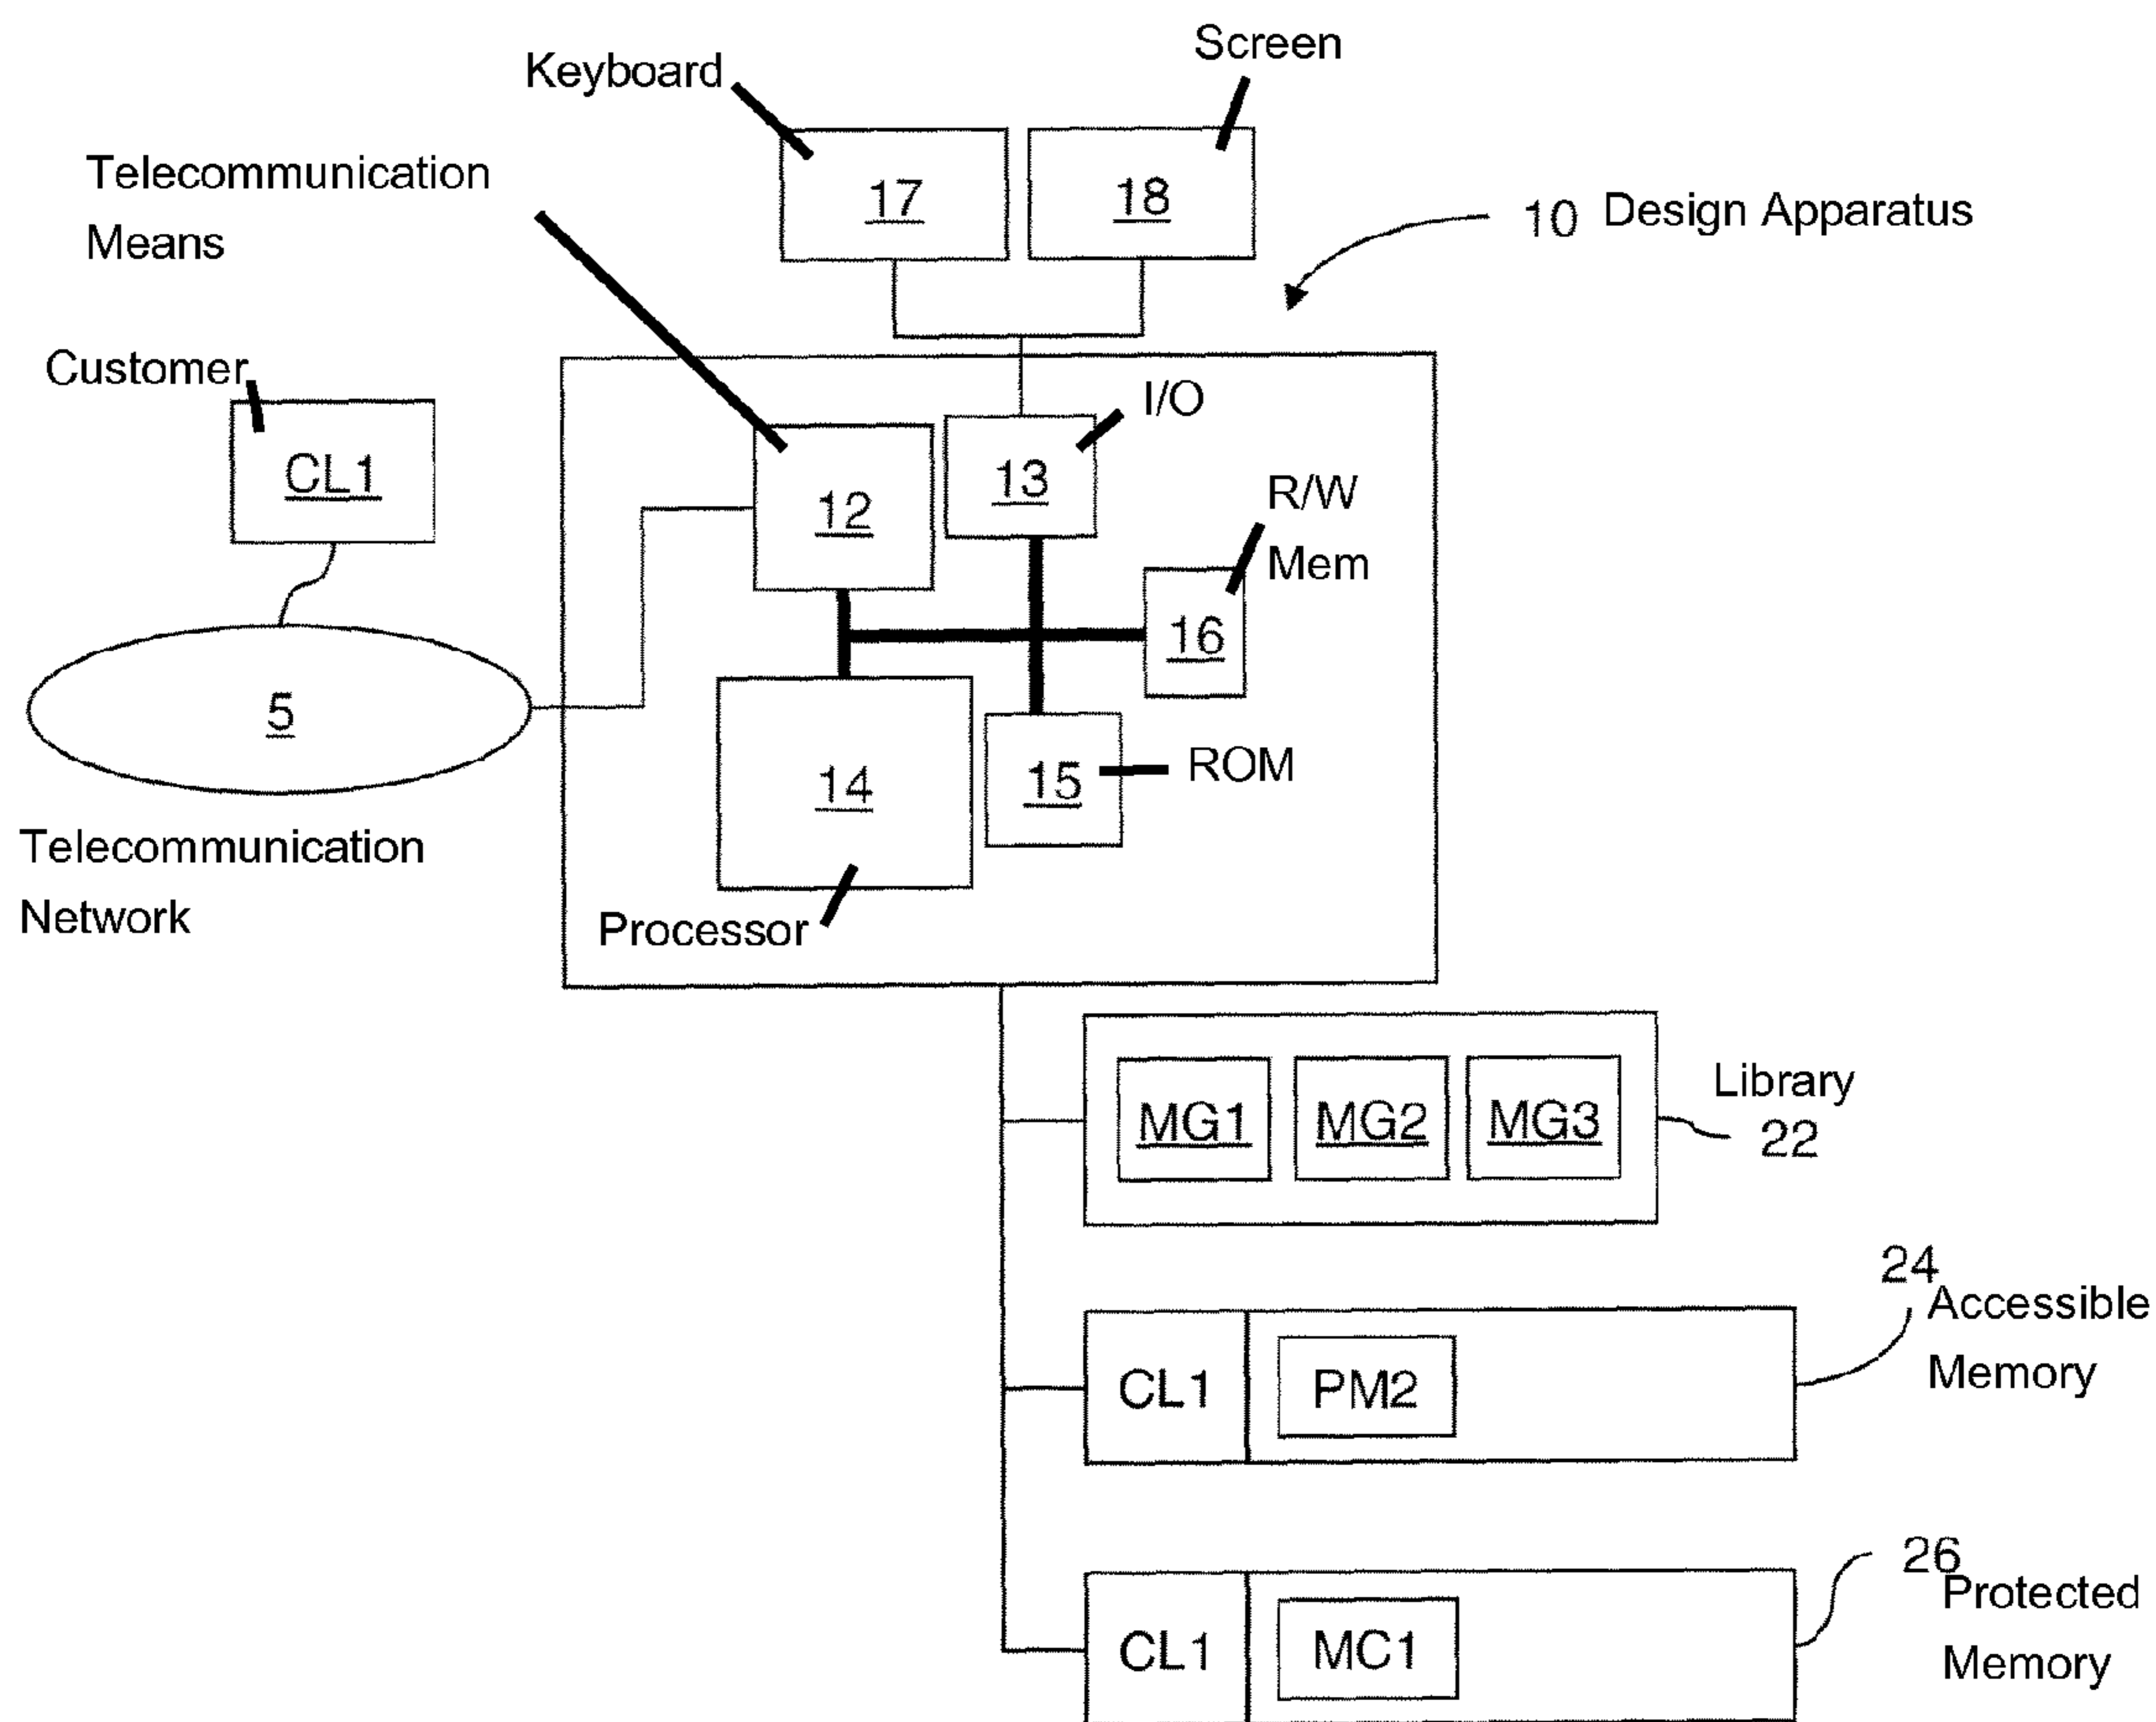 Screen
Keyboard
Telecommunication
Means
17
18
10 Design Apparatus
Customer
I/O
CL1
12
13
R/W
Mem
16
5
14
15
ROM
Telecommunication
Network
Processor
Library
22
MG1
MG2
MG3
24
Accessible
Memory
CL1
PM2
26
Protected
Memory
CL1
MC1